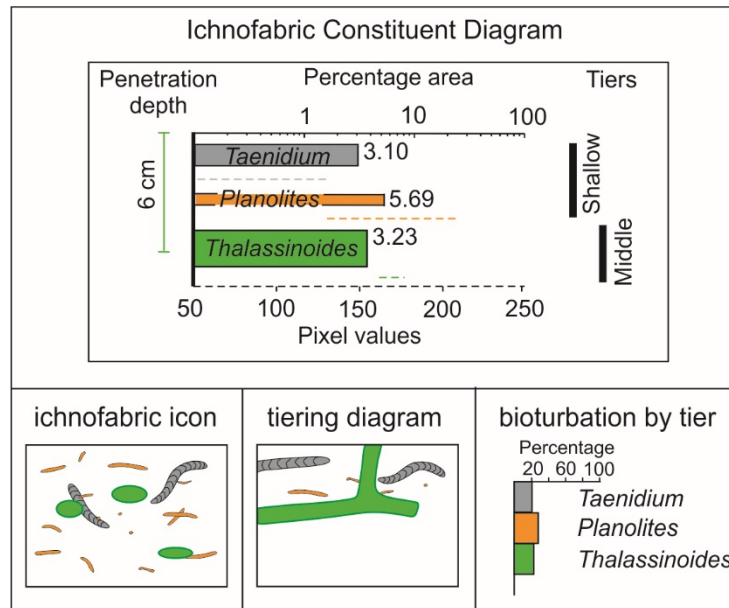 Ichnofabric Constituent Diagram
Penetration depth
Percentage area
Tiers
1 10 100
6 cm
Taenidium 3.10
Planolites 5.69
Thalassinoides 3.23
Shallow
Middle
50 100 150 200 250
Pixel values
ichnofabric icon
tiering diagram
bioturbation by tier
Percentage
20 60 100
Taenidium
Planolites
Thalassinoides